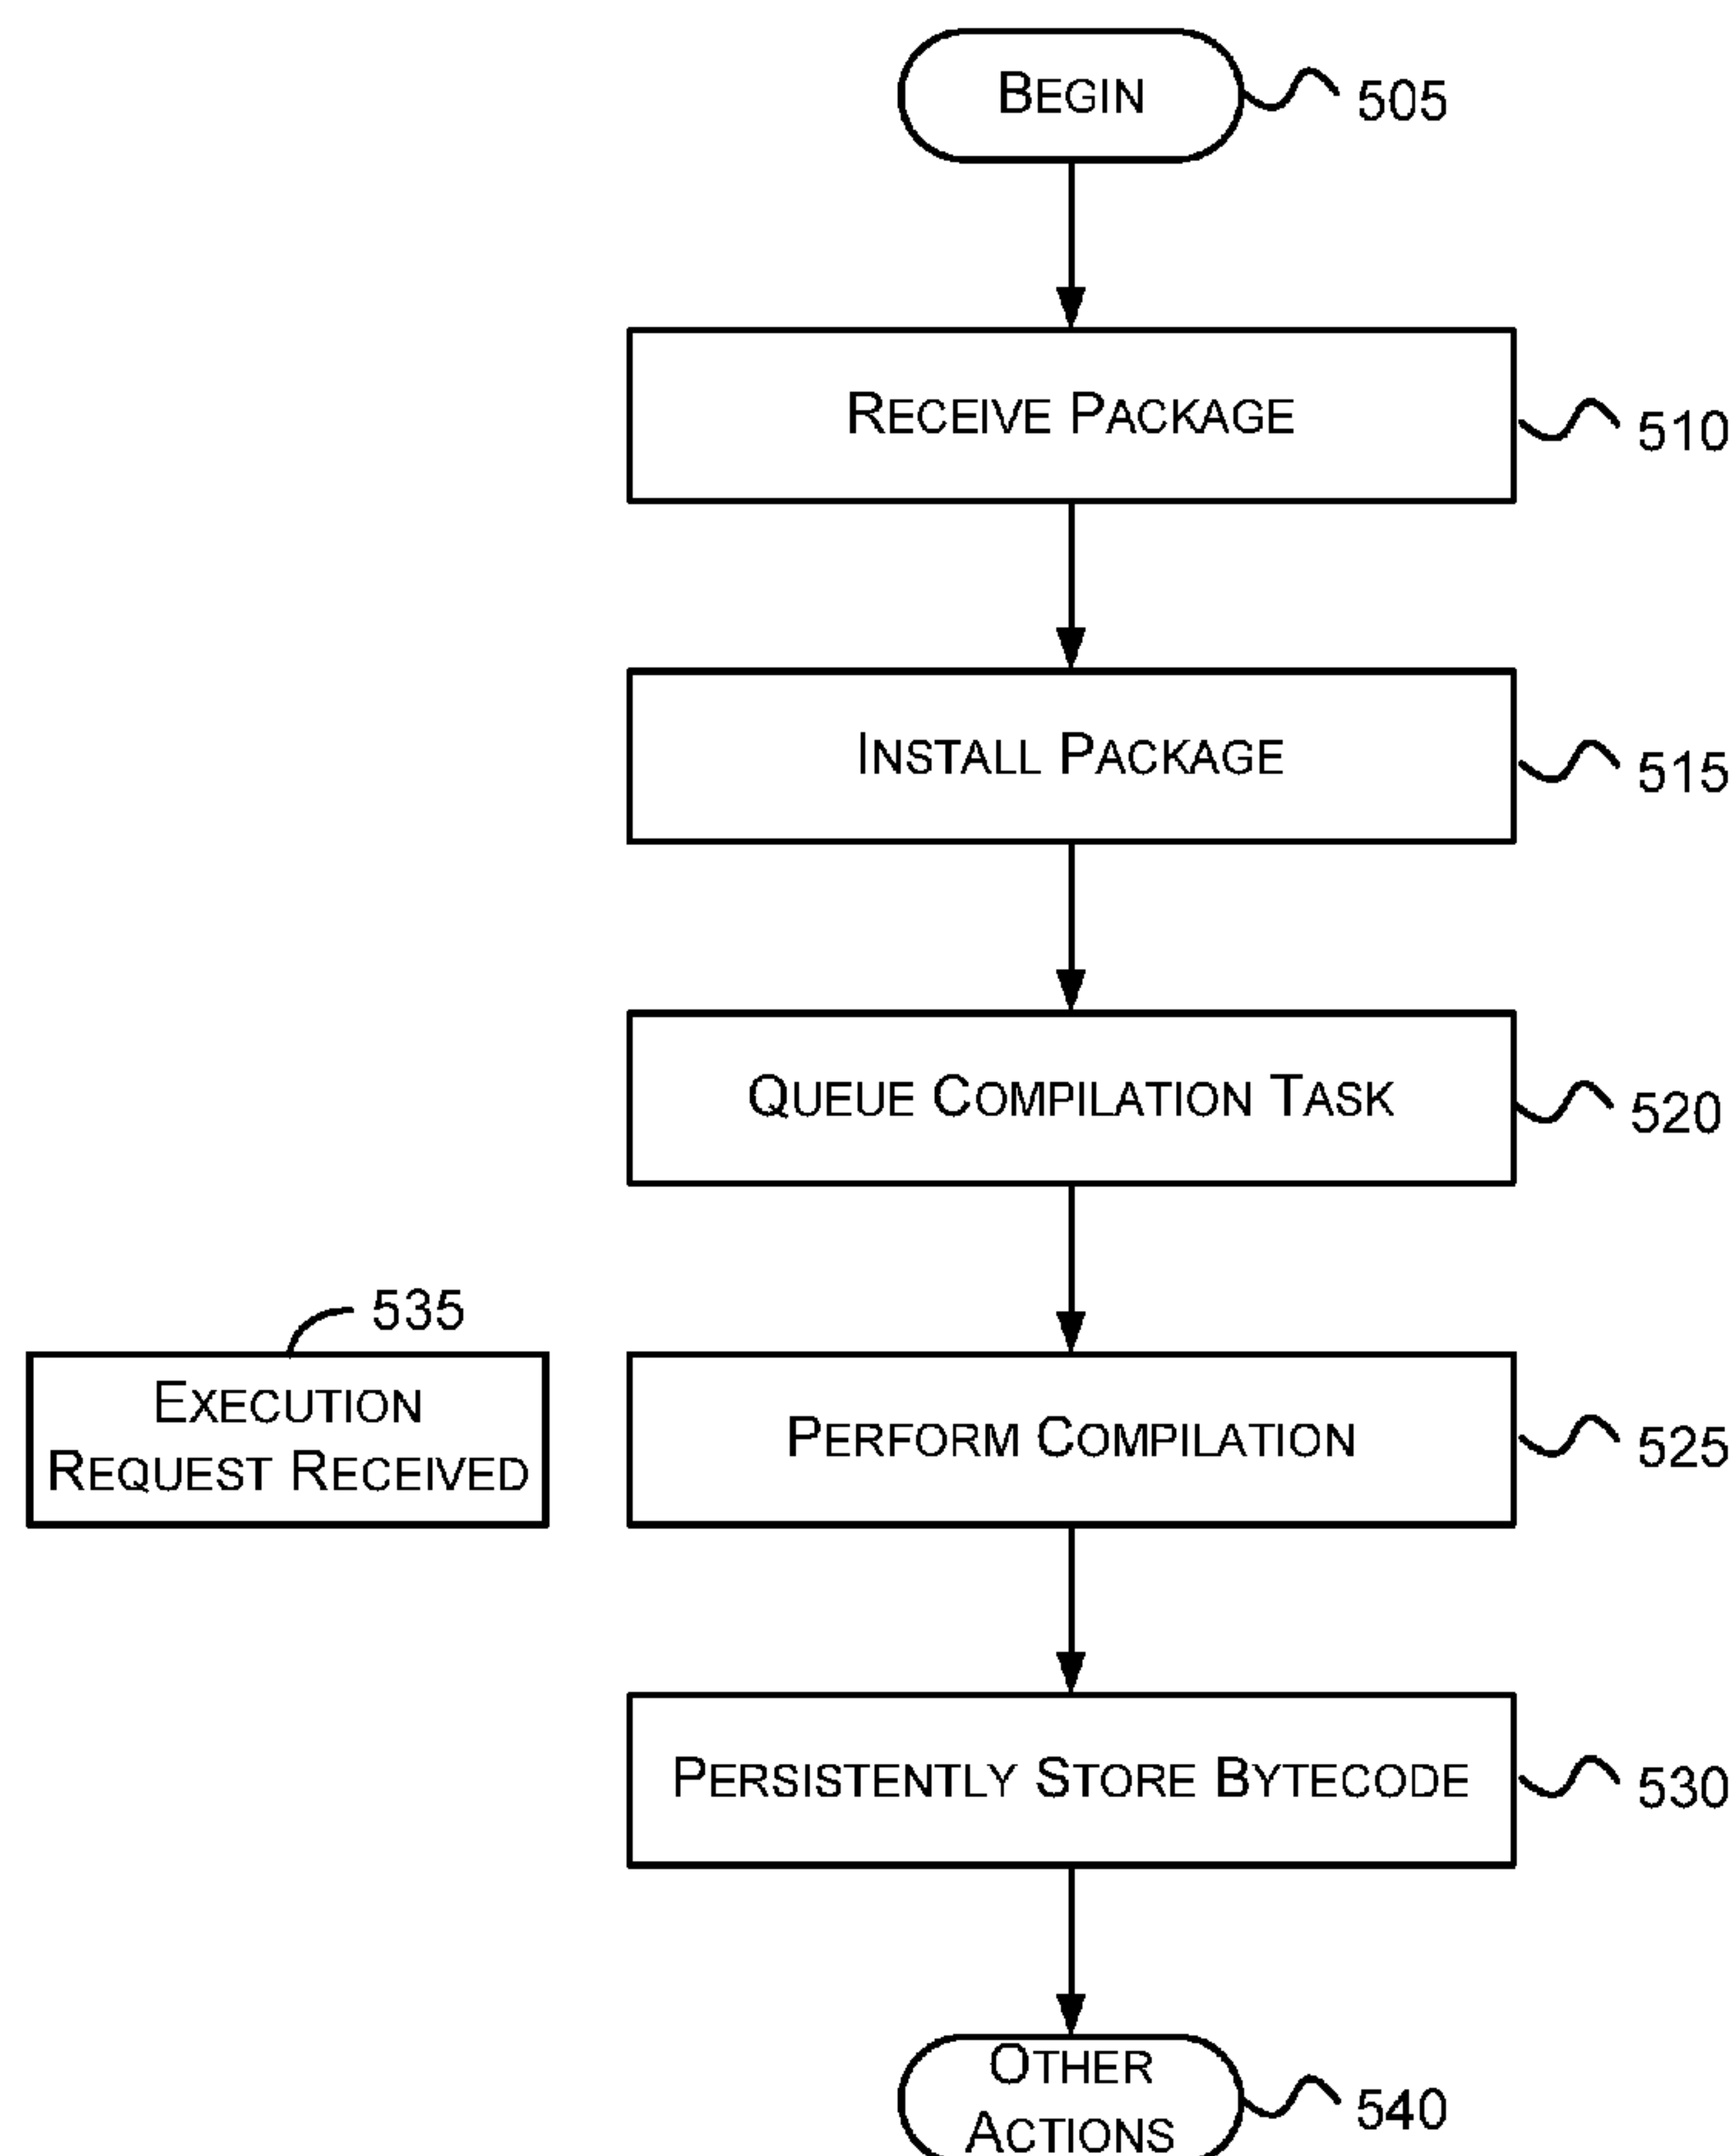 BEGIN
505
RECEIVE PACKAGE
510
INSTALL PACKAGE
515
QUEUE COMPILATION TASK
520
535
EXECUTION
REQUEST RECEIVED
PERFORM COMPILATION
525
PERSISTENTLY STORE BYTECODE
530
OTHER
ACTIONS
540